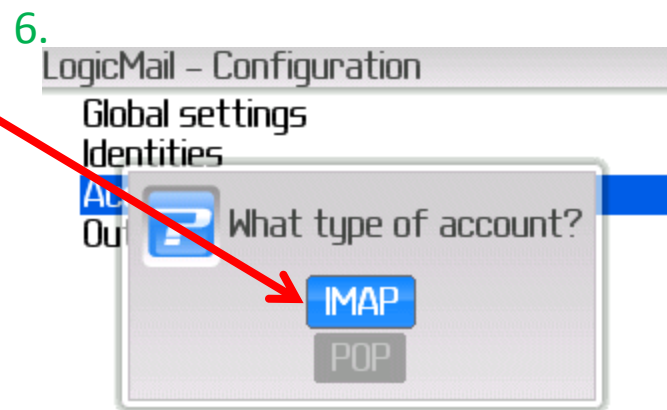 6.
LogicMail – Configuration
Global settings
Identities
What type of account?
IMAP
POP